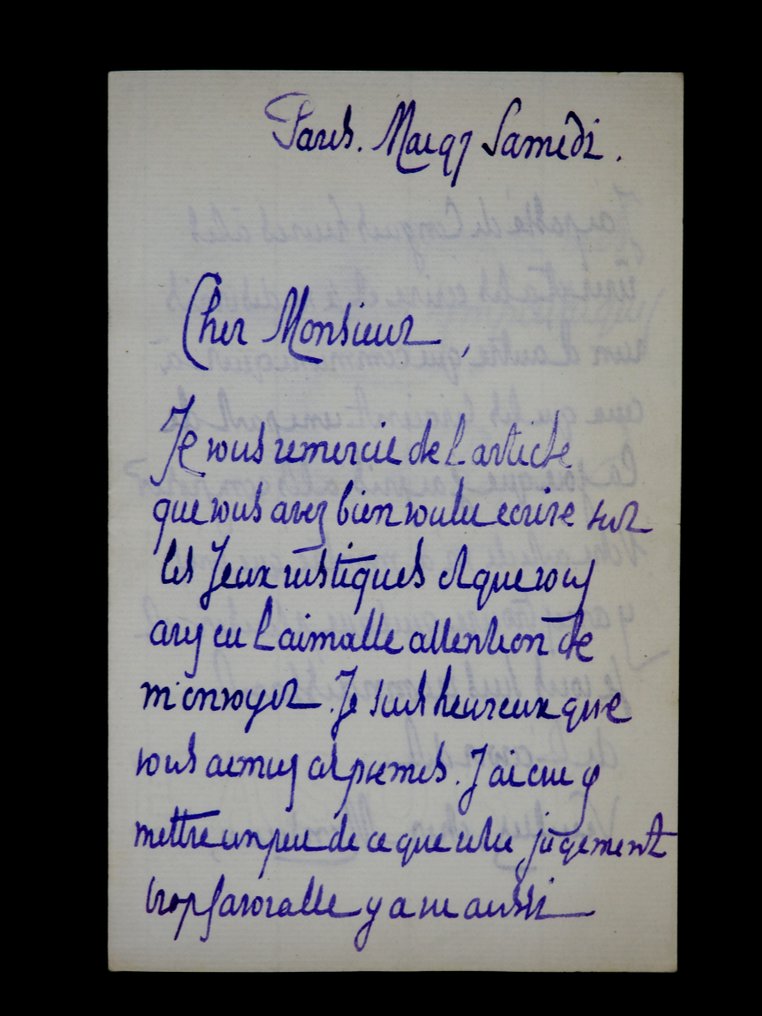 Paris. Mars 97 Samedi.
Cher Monsieur,
Je vous remercie de l'article
que vous avez bien voulu écrire sur
les Jeux rustiques et que vous
avez eu l'aimable attention de
m'envoyer. Je suis heureux que
vous aimiez ces poèmes. J'ai cru y
mettre un peu de ce que votre jugement
trop favorable y a vu aussi